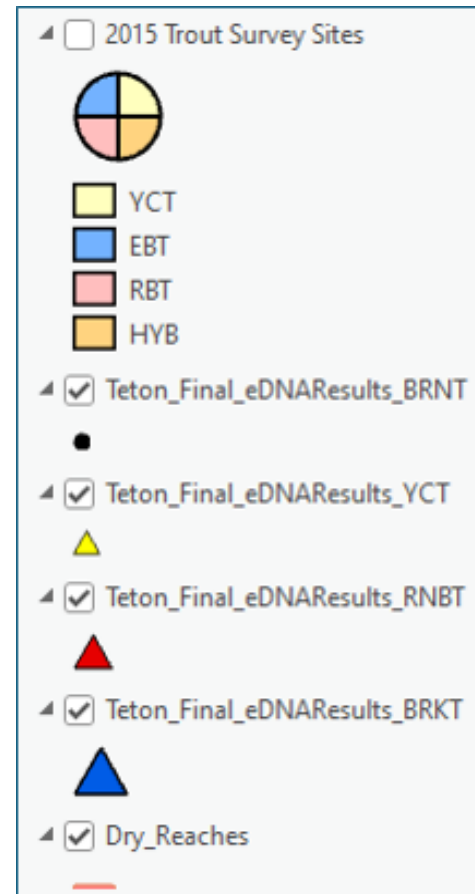 2015 Trout Survey Sites
YCT
EBT
RBT
HYB
Teton_Final_eDNAResults_BRNT
Teton_Final_eDNAResults_YCT
Teton_Final_eDNAResults_RNBT
Teton_Final_eDNAResults_BRKT
Dry_Reaches